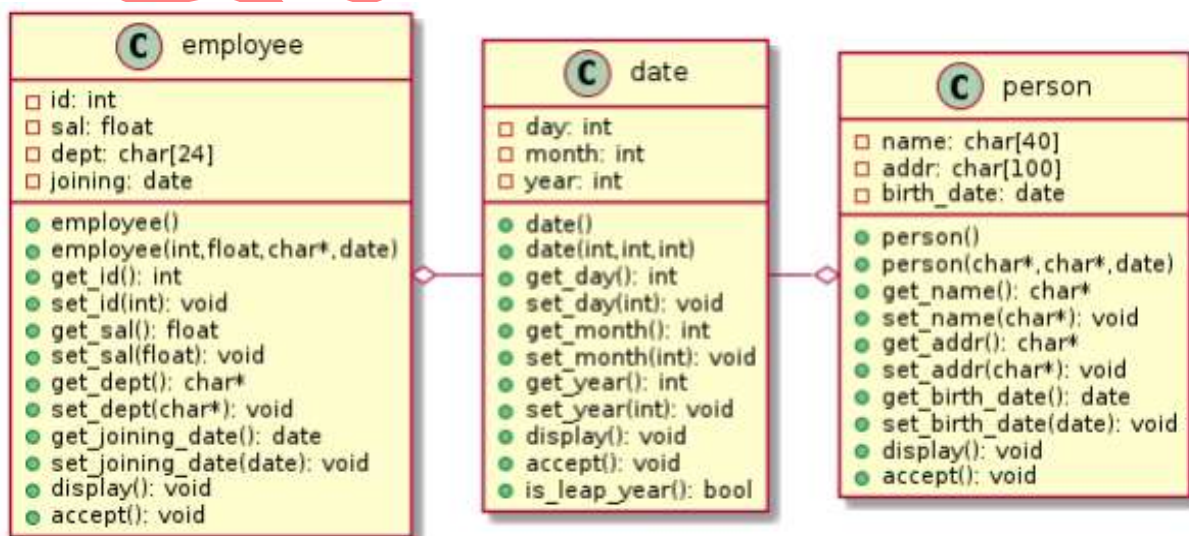 C employee
id: int
sal: float
dept: char[24]
joining: date
employee()
employee(int,float,char*,date)
get_id(): int
set_id(int): void
get_sal(): float
set_sal(float): void
get_dept(): char*
set_dept(char*): void
get_joining_date(): date
set_joining_date(date): void
display(): void
accept(): void
C date
day: int
month: int
year: int
date()
date(int,int,int)
get_day(): int
set_day(int): void
get_month(): int
set_month(int): void
get_year(): int
set_year(int): void
display(): void
accept(): void
is_leap_year(): bool
C person
name: char[40]
addr: char[100]
birth_date: date
person()
person(char*,char*,date)
get_name(): char*
set_name(char*): void
get_addr(): char*
set_addr(char*): void
get_birth_date(): date
set_birth_date(date): void
display(): void
accept(): void